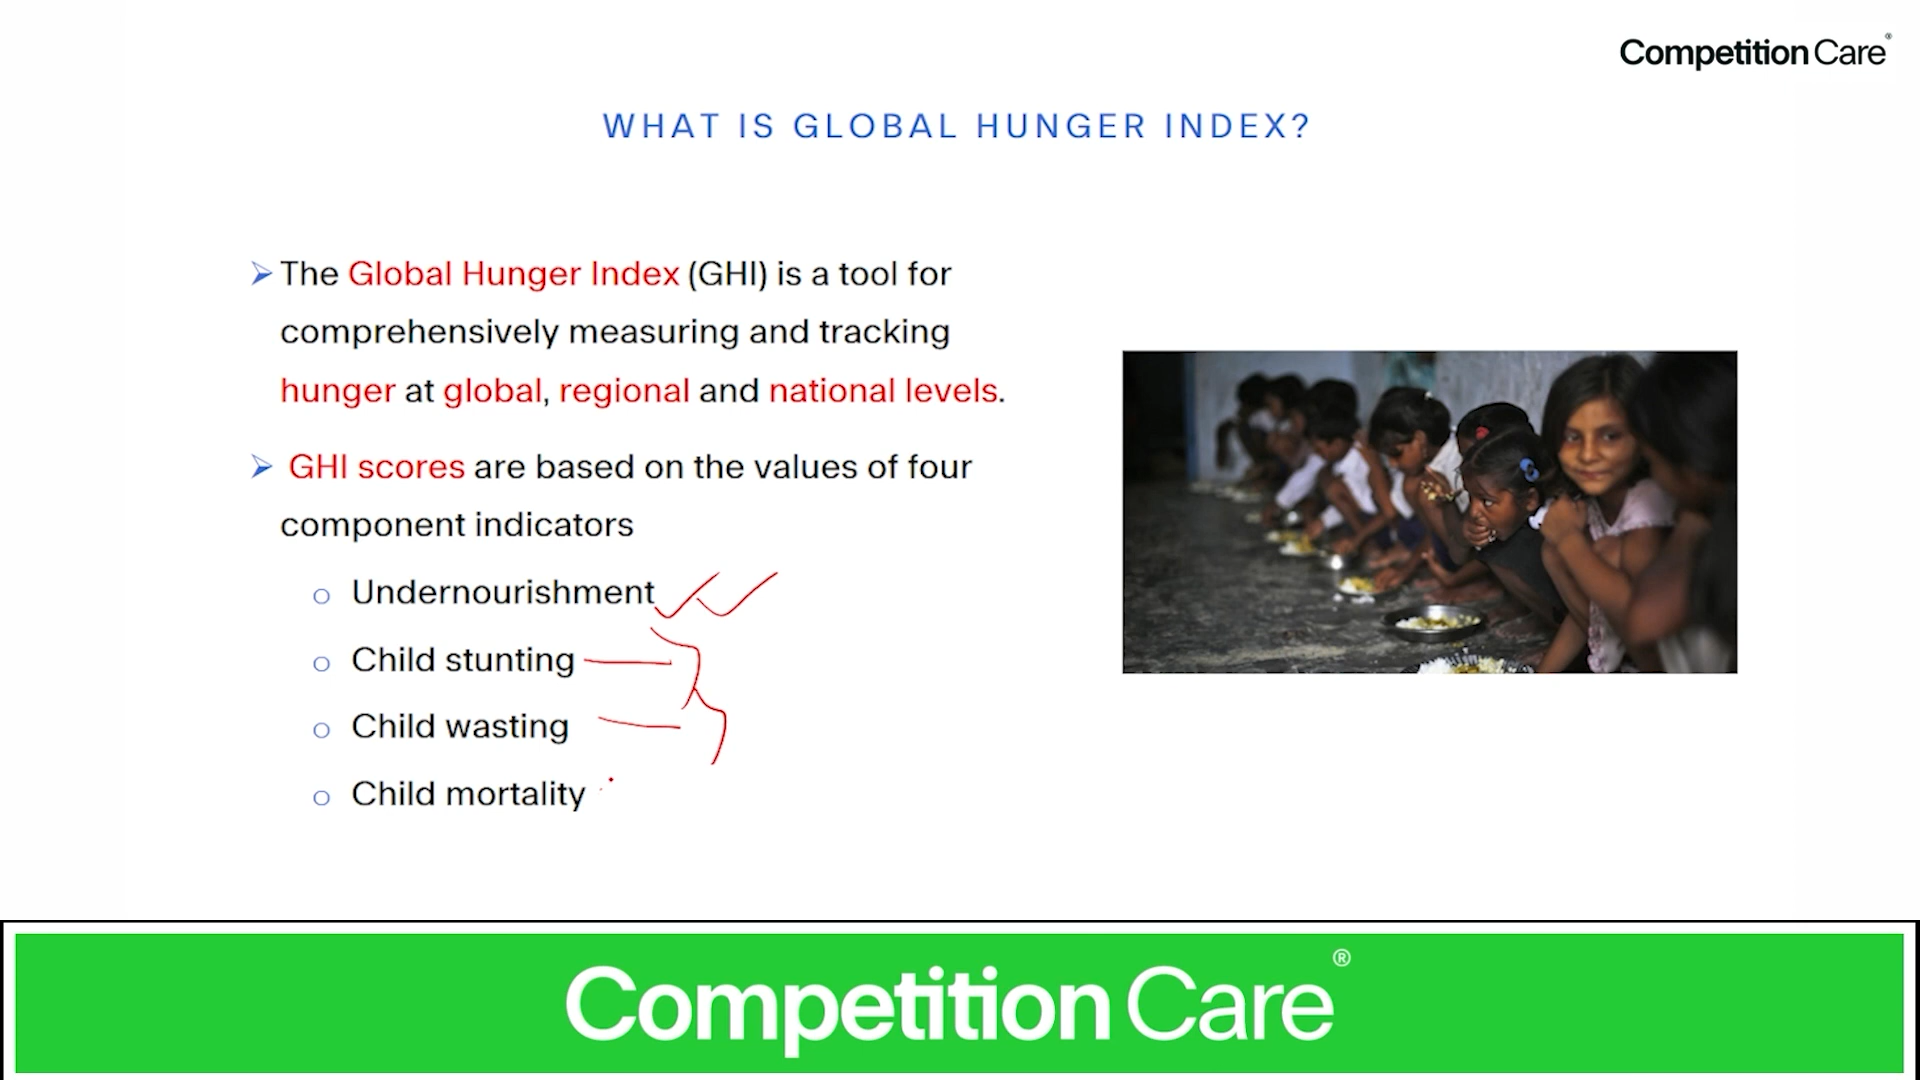 Competition Care®
WHAT IS GLOBAL HUNGER INDEX?
The Global Hunger Index (GHI) is a tool for
comprehensively measuring and tracking
hunger at global, regional and national levels.
GHI scores are based on the values of four
component indicators
Undernourishment
Child stunting
Child wasting
Child mortality
Competition Care®